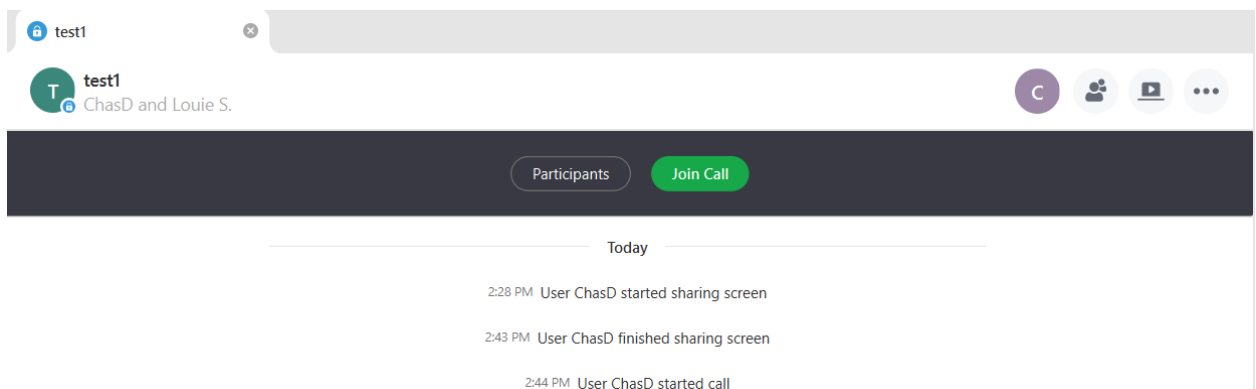 test1
T
test1
ChasD and Louie S.
C
Participants
Join Call
Today
2:28 PM User ChasD started sharing screen
2:43 PM User ChasD finished sharing screen
2:44 PM User ChasD started call